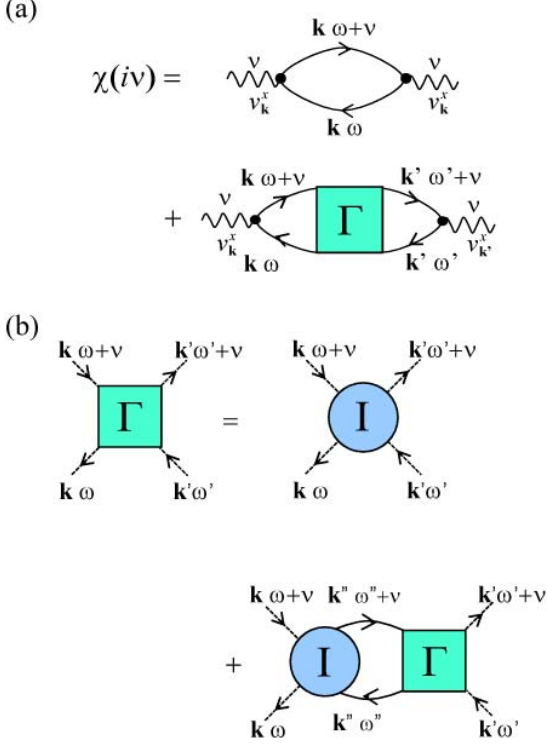 (a)
k ω+ν
χ(iν) = ν ν
v_k^x v_k^x
k ω
k ω+ν k' ω'+ν
+ ν Γ ν
v_k^x v_k'^x
k ω k' ω'
(b)
k ω+ν k'ω'+ν k ω+ν k'ω'+ν
Γ = I
k ω k'ω' k ω k'ω'
k ω+ν k" ω"+ν k'ω'+ν
+ I Γ
k ω k" ω" k'ω'